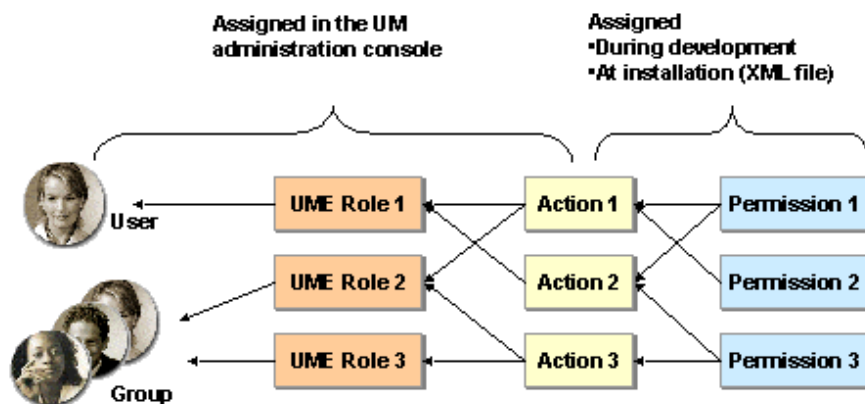 Assigned in the UM
administration console
Assigned
•During development
•At installation (XML file)
User
UME Role 1
Action 1
Permission 1
UME Role 2
Action 2
Permission 2
Group
UME Role 3
Action 3
Permission 3